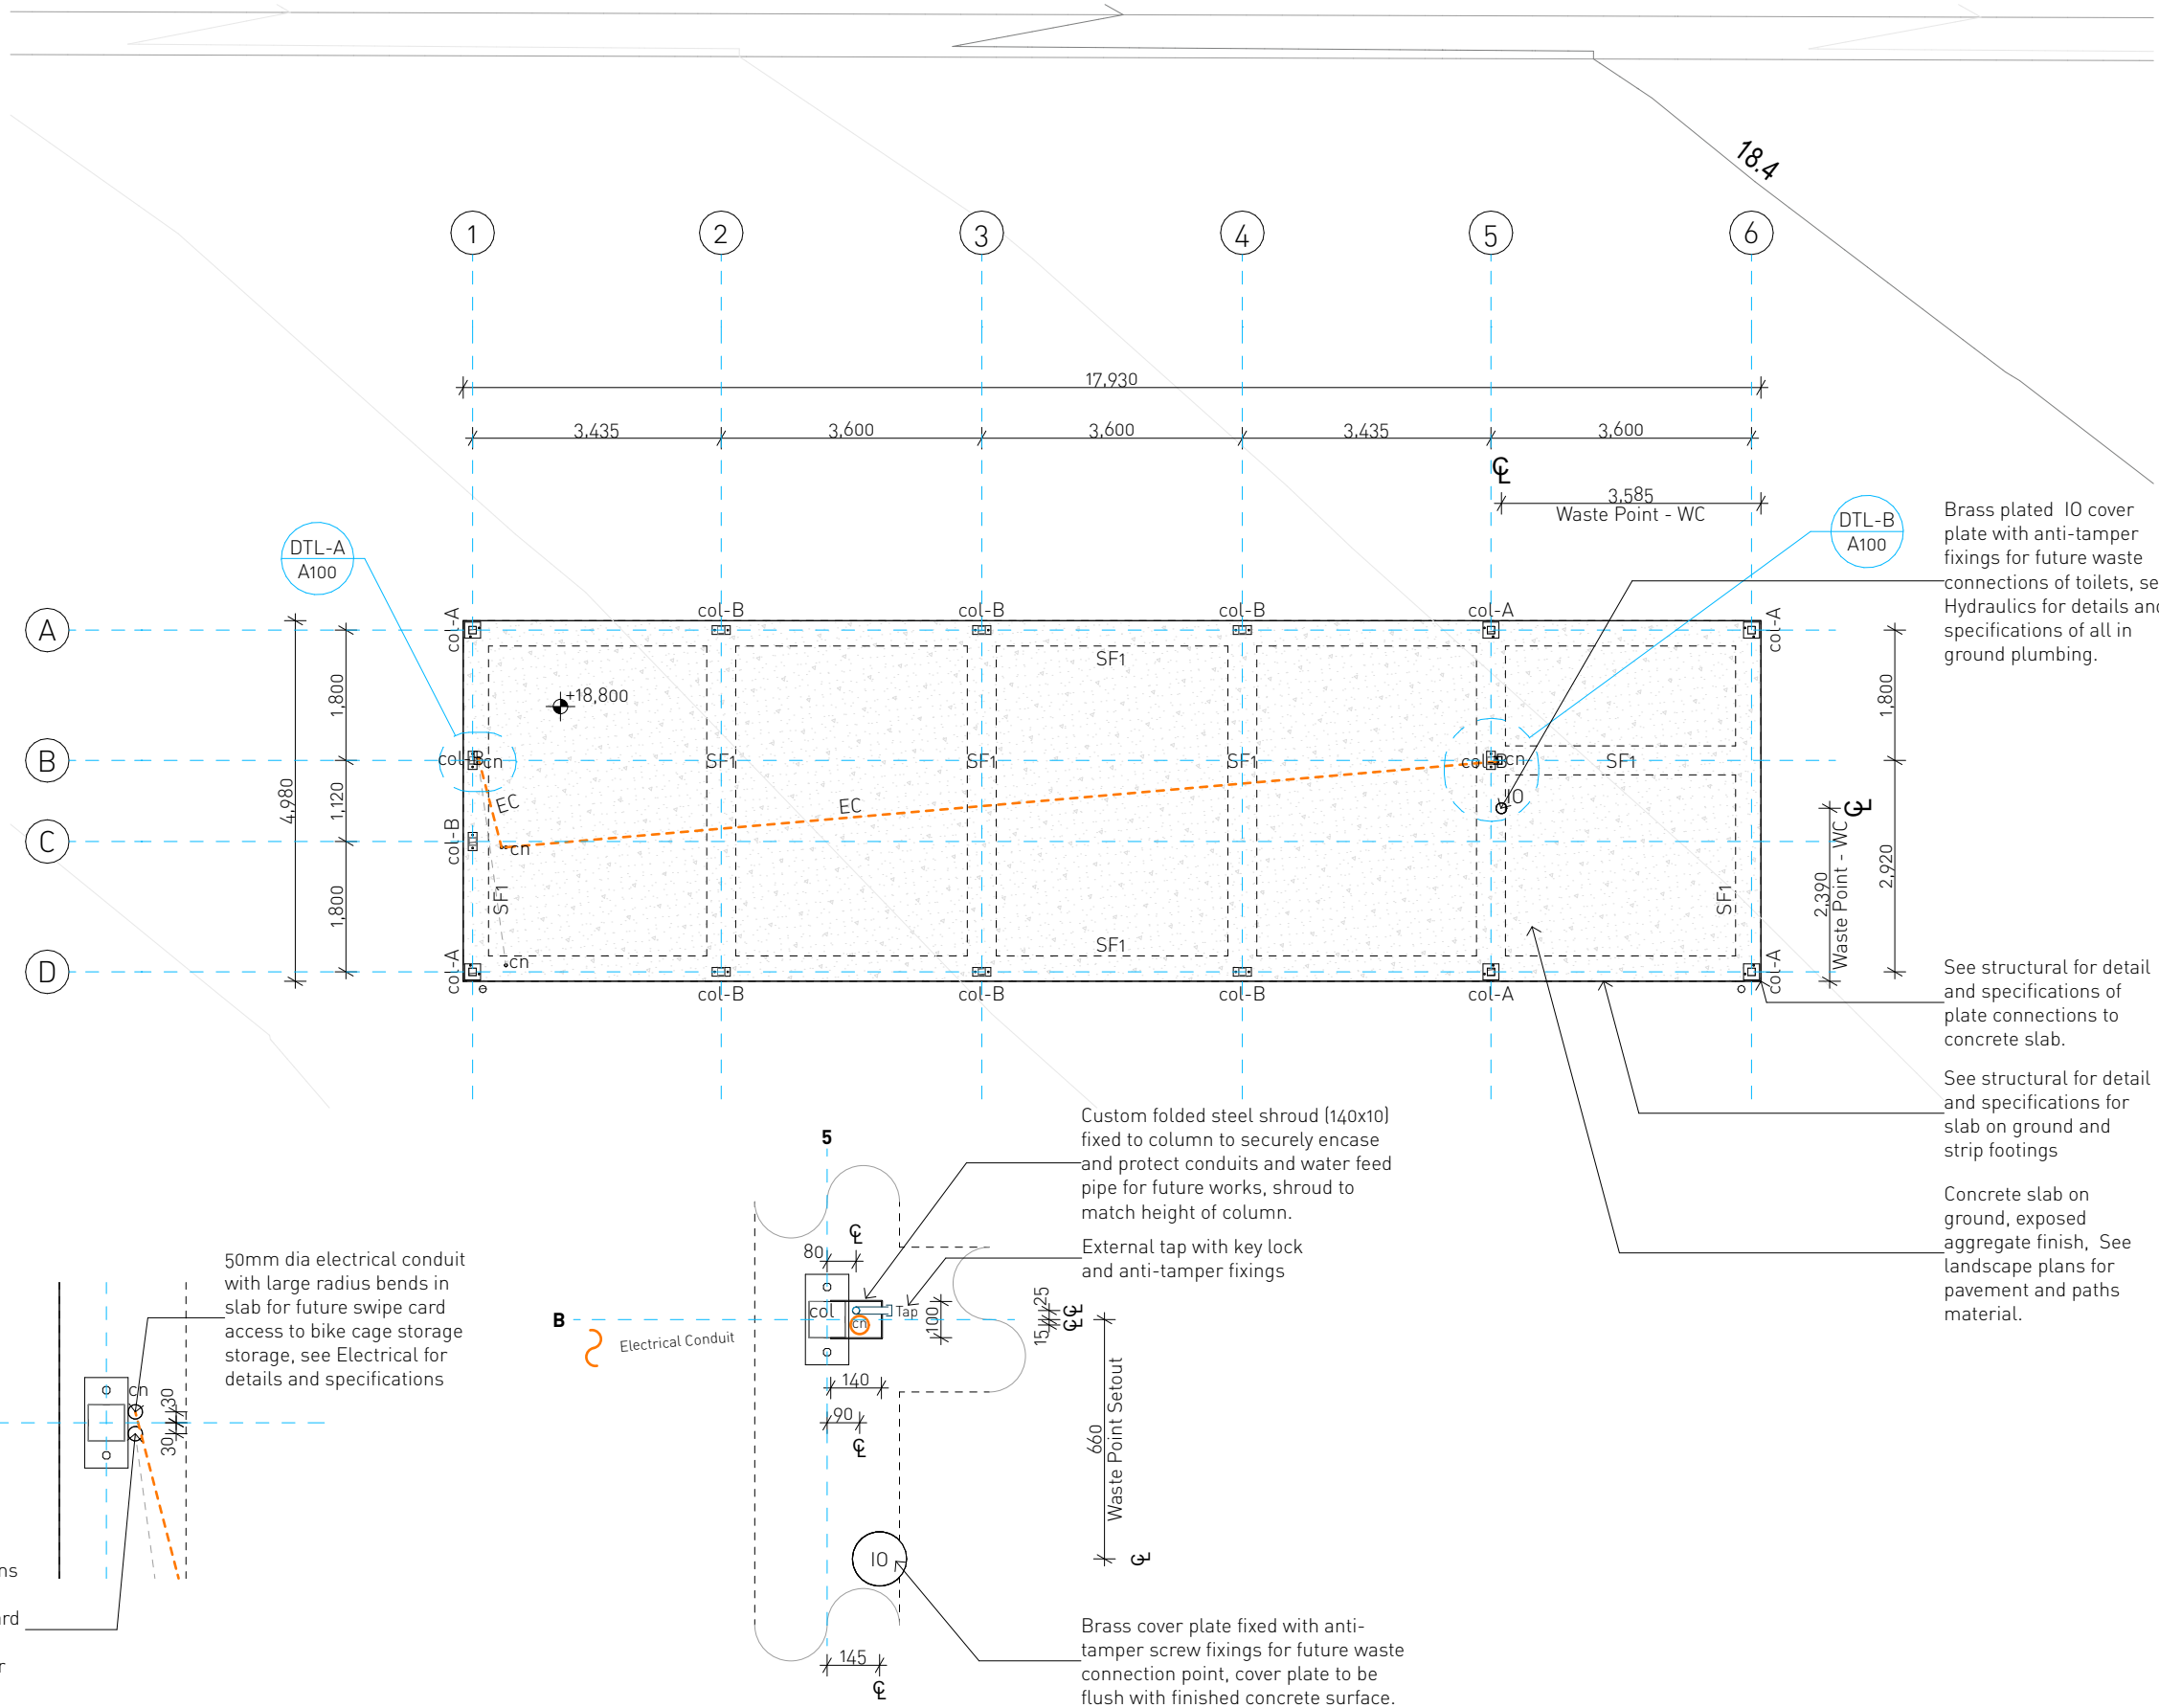 18.4
1
2
3
4
5
6
17,930
3,435
3,600
3,600
3,435
3,600
℄
3,585
Waste Point - WC
DTL-A
A100
DTL-B
A100
Brass plated IO cover
plate with anti-tamper
fixings for future waste
connections of toilets, se
Hydraulics for details and
specifications of all in
ground plumbing.
A
B
C
D
4,980
1,800
1,120
1,800
col-A
col-B
col-B
col-B
col-A
col-A
SF1
+18,800
col-B
cn
SF1
SF1
SF1
col-B
cn
SF1
EC
EC
IO
col-B
cn
SF1
SF1
SF1
cn
col-A
col-B
col-B
col-B
col-A
col-A
1,800
2,920
℄
2,390
Waste Point - WC
See structural for detail
and specifications of
plate connections to
concrete slab.
See structural for detail
and specifications for
slab on ground and
strip footings
Concrete slab on
ground, exposed
aggregate finish, See
landscape plans for
pavement and paths
material.
50mm dia electrical conduit
with large radius bends in
slab for future swipe card
access to bike cage storage
storage, see Electrical for
details and specifications
cn
30
30
ns
ard
r
5
B
Custom folded steel shroud (140x10)
fixed to column to securely encase
and protect conduits and water feed
pipe for future works, shroud to
match height of column.
External tap with key lock
and anti-tamper fixings
℄
80
col
cn
Tap
100
25
15
℄
℄
Electrical Conduit
140
90
℄
660
Waste Point Setout
℄
IO
145
℄
Brass cover plate fixed with anti-
tamper screw fixings for future waste
connection point, cover plate to be
flush with finished concrete surface.